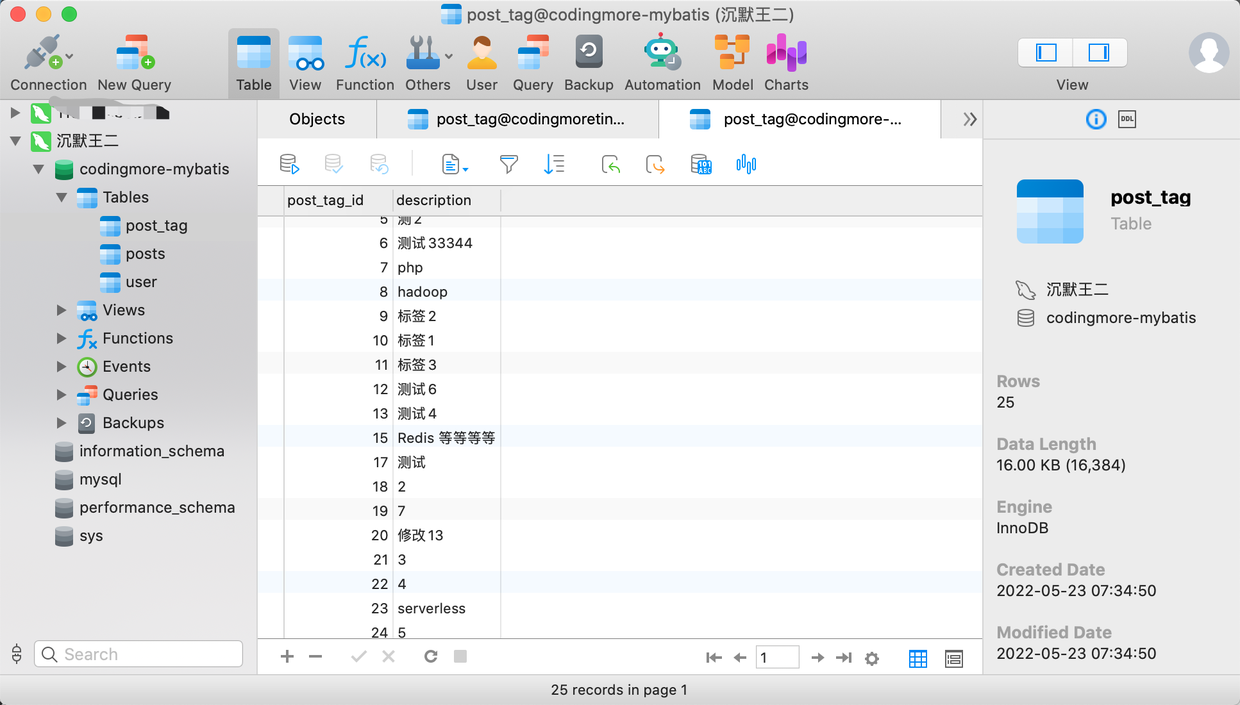 post_tag@codingmore-mybatis (沉默王二)
Connection New Query Table View Function Others User Query Backup Automation Model Charts View
沉默王二
codingmore-mybatis
Tables
post_tag
posts
user
Views
Functions
Events
Queries
Backups
information_schema
mysql
performance_schema
sys
Search
Objects post_tag@codingmoretin... post_tag@codingmore-...
post_tag_id description
5 测2
6 测试33344
7 php
8 hadoop
9 标签2
10 标签1
11 标签3
12 测试6
13 测试4
15 Redis 等等等等
17 测试
18 2
19 7
20 修改13
21 3
22 4
23 serverless
24 5
1
DDL
post_tag
Table
沉默王二
codingmore-mybatis
Rows
25
Data Length
16.00 KB (16,384)
Engine
InnoDB
Created Date
2022-05-23 07:34:50
Modified Date
2022-05-23 07:34:50
25 records in page 1